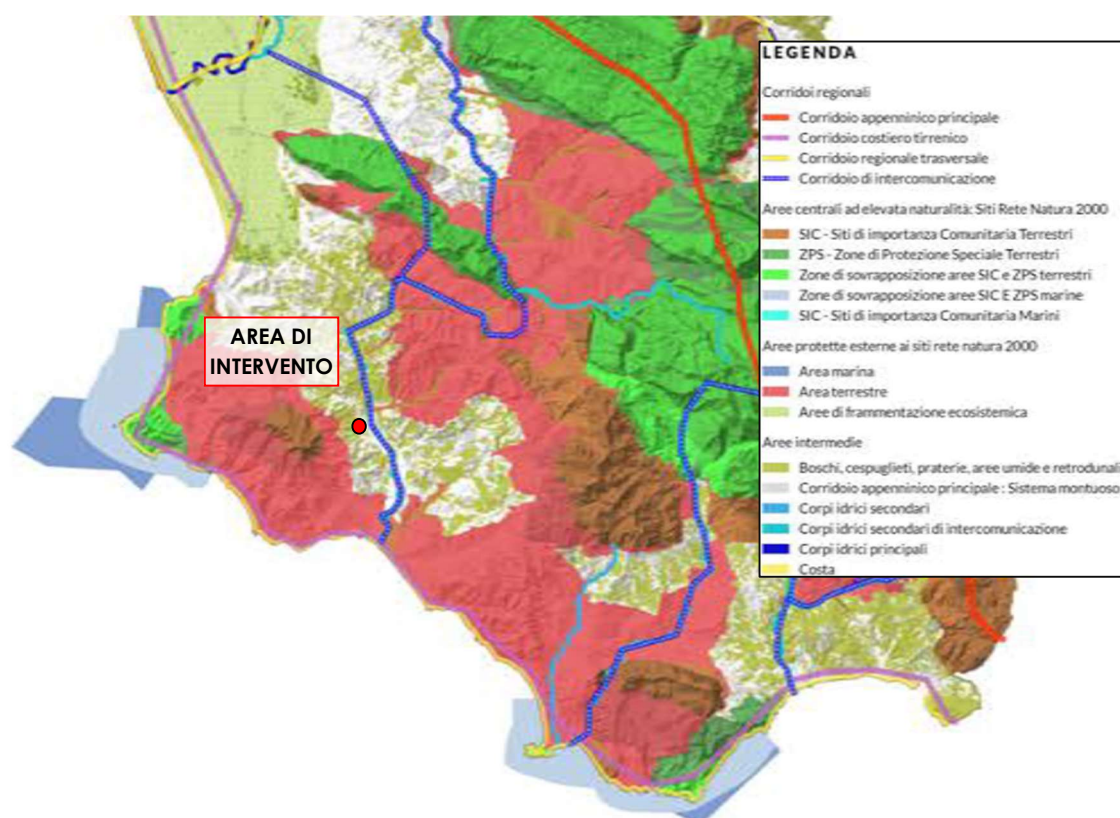 LEGENDA
Corridoi regionali
Corridoio appenninico principale
Corridoio costiero tirrenico
Corridoio regionale trasversale
Corridoio di intercomunicazione
Aree centrali ad elevata naturalità: Siti Rete Natura 2000
SIC - Siti di importanza Comunitaria Terrestri
ZPS - Zone di Protezione Speciale Terrestri
Zone di sovrapposizione aree SIC e ZPS terrestri
Zone di sovrapposizione aree SIC E ZPS marine
SIC - Siti di importanza Comunitaria Marini
Aree protette esterne ai siti rete natura 2000
Area marina
Area terrestre
Aree di frammentazione ecosistemica
Aree intermedie
Boschi, cespuglieti, praterie, aree umide e retrodunali
Corridoio appenninico principale : Sistema montuoso
Corpi idrici secondari
Corpi idrici secondari di intercomunicazione
Corpi idrici principali
Costa
AREA DI
INTERVENTO